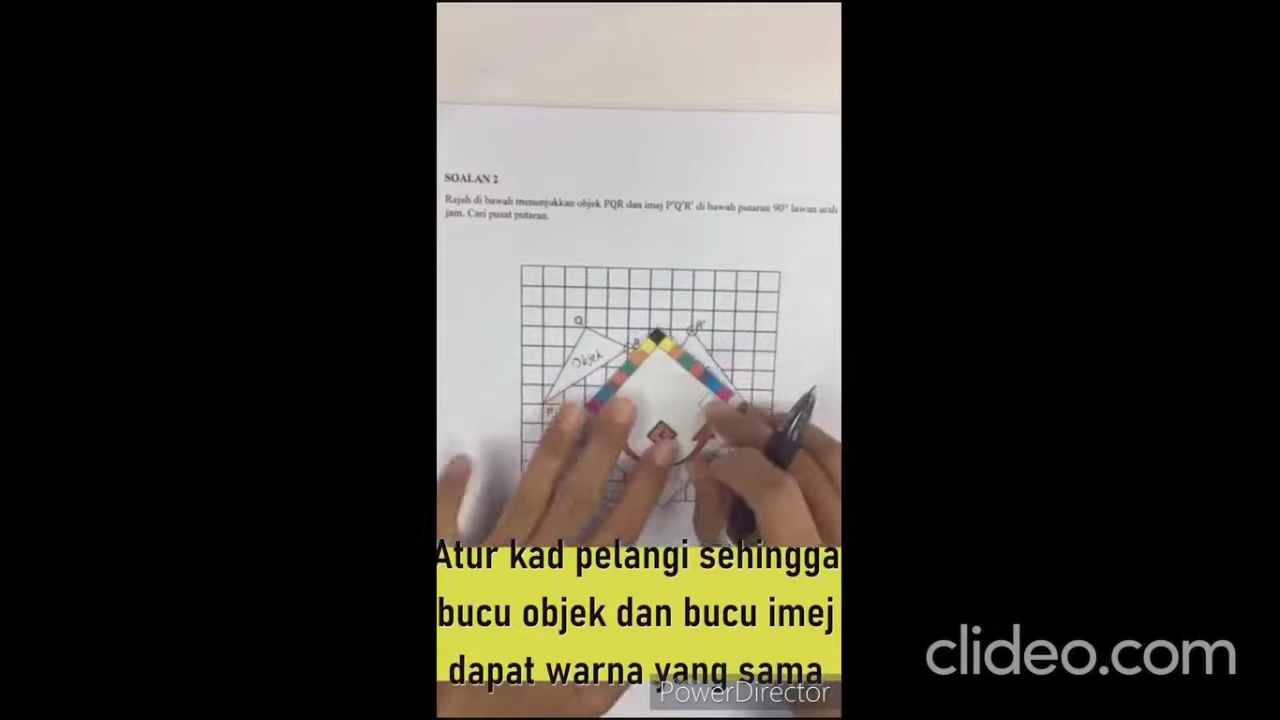 SOALAN 2
Rajah di bawah menunjukkan objek PQR dan imej P'Q'R' di bawah putaran 90° lawan arah
jam. Cari pusat putaran.
Q
Objek
Atur kad pelangi sehingga
bucu objek dan bucu imej
dapat warna yang sama
PowerDirector
clideo.com